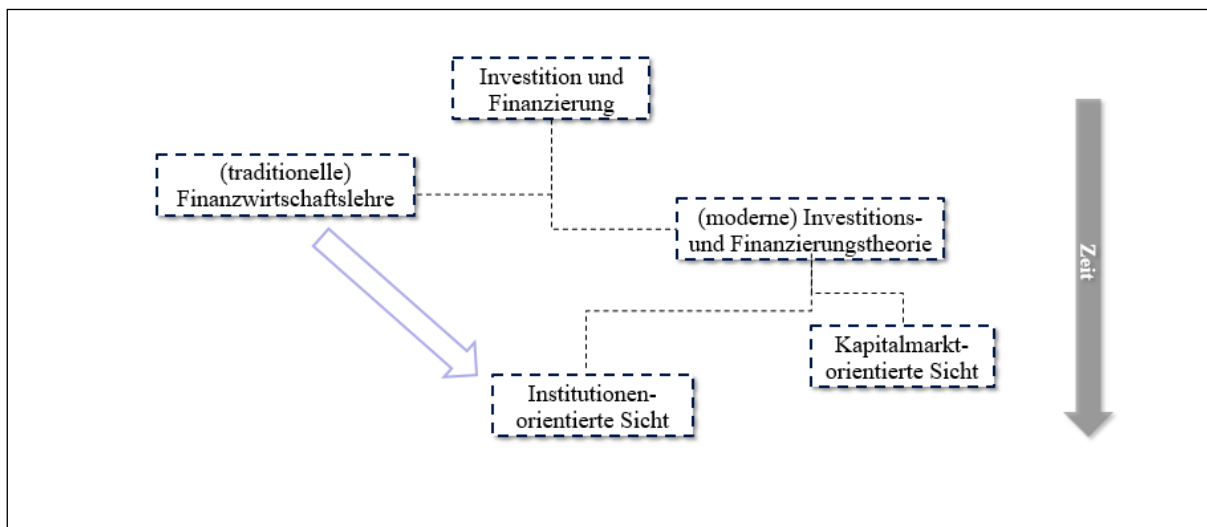 Investition und
Finanzierung
(traditionelle)
Finanzwirtschaftslehre
(moderne) Investitions-
und Finanzierungstheorie
Kapitalmarkt-
orientierte Sicht
Institutionen-
orientierte Sicht
Zeit